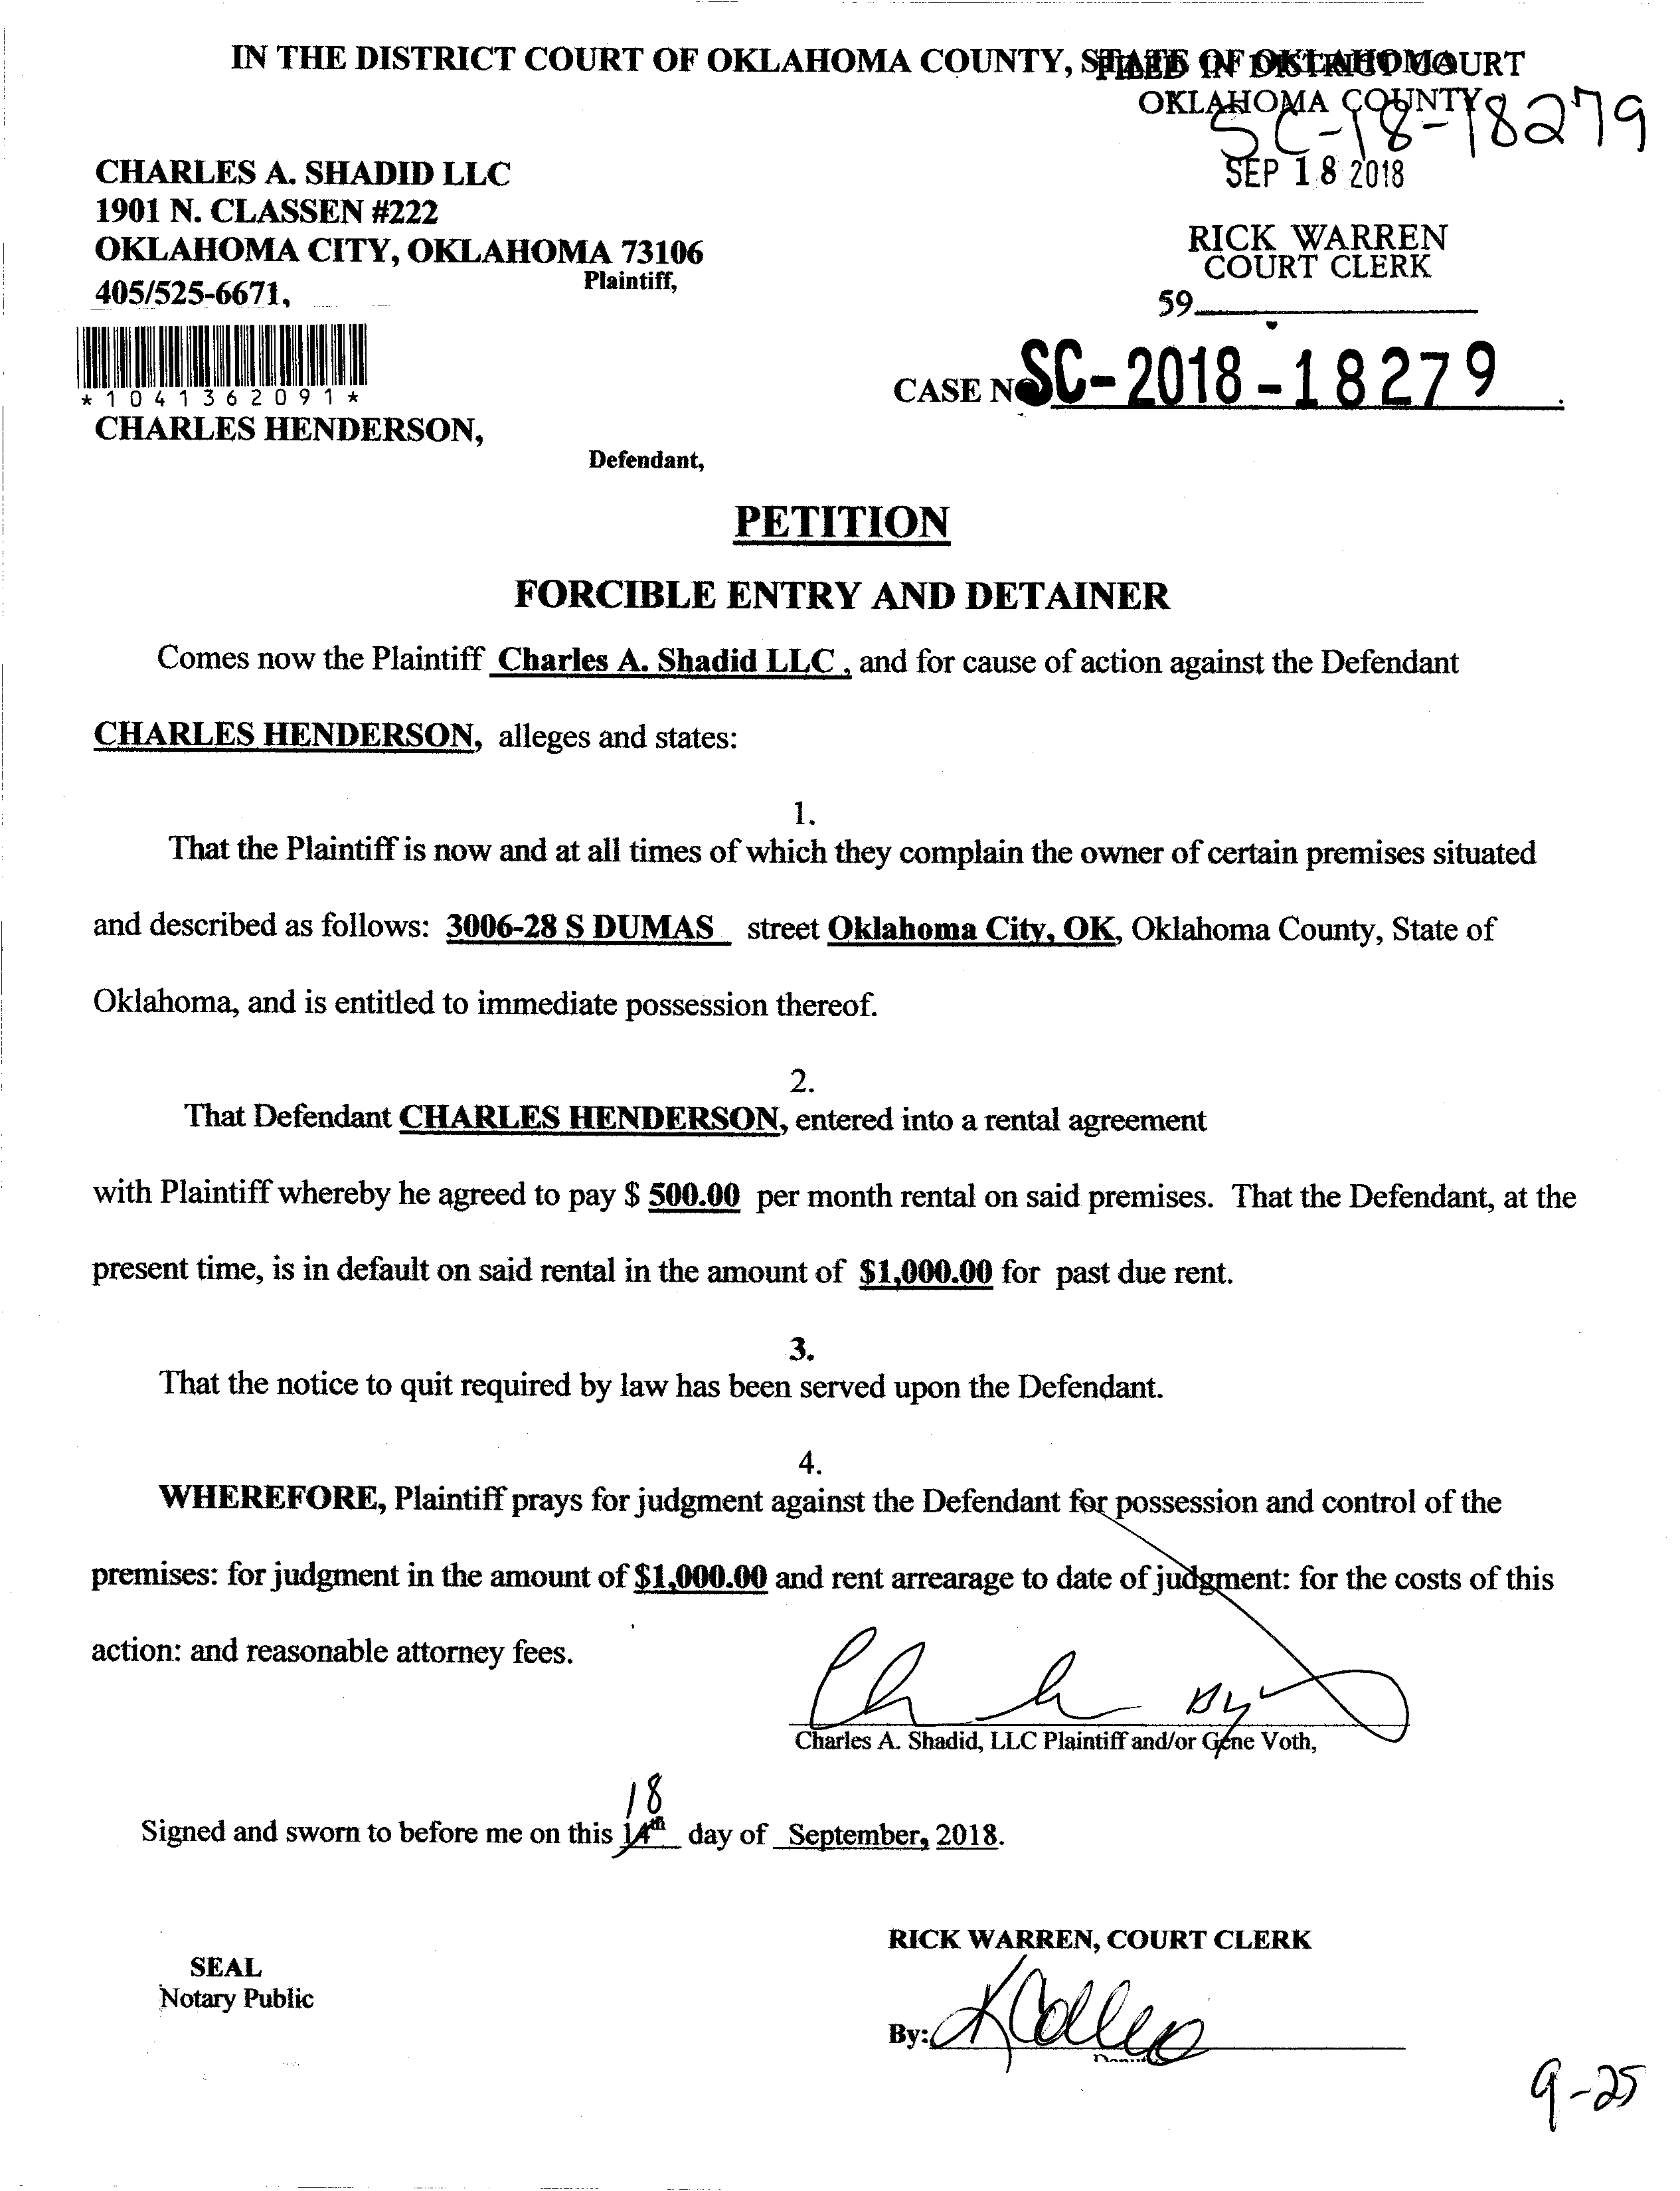 IN THE DISTRICT COURT OF OKLAHOMA COUNTY, STATE OF OKLAHOMA
FILED IN DISTRICT COURT
OKLAHOMA COUNTY
SC-18-18279
SEP 18 2018
CHARLES A. SHADID LLC
1901 N. CLASSEN #222
OKLAHOMA CITY, OKLAHOMA 73106
Plaintiff,
405/525-6671,
RICK WARREN
COURT CLERK
59
*1041362091*
CASE NO SC-2018-18279.
CHARLES HENDERSON,
Defendant,
PETITION
FORCIBLE ENTRY AND DETAINER
Comes now the Plaintiff Charles A. Shadid LLC , and for cause of action against the Defendant
CHARLES HENDERSON, alleges and states:
1.
That the Plaintiff is now and at all times of which they complain the owner of certain premises situated
and described as follows: 3006-28 S DUMAS street Oklahoma City, OK, Oklahoma County, State of
Oklahoma, and is entitled to immediate possession thereof.
2.
That Defendant CHARLES HENDERSON, entered into a rental agreement
with Plaintiff whereby he agreed to pay $ 500.00 per month rental on said premises. That the Defendant, at the
present time, is in default on said rental in the amount of $1,000.00 for past due rent.
3.
That the notice to quit required by law has been served upon the Defendant.
4.
WHEREFORE, Plaintiff prays for judgment against the Defendant for possession and control of the
premises: for judgment in the amount of $1,000.00 and rent arrearage to date of judgment: for the costs of this
action: and reasonable attorney fees.
By
Charles A. Shadid, LLC Plaintiff and/or Gene Voth,
18
Signed and sworn to before me on this 14th day of September, 2018.
RICK WARREN, COURT CLERK
SEAL
Notary Public
By:
9-25